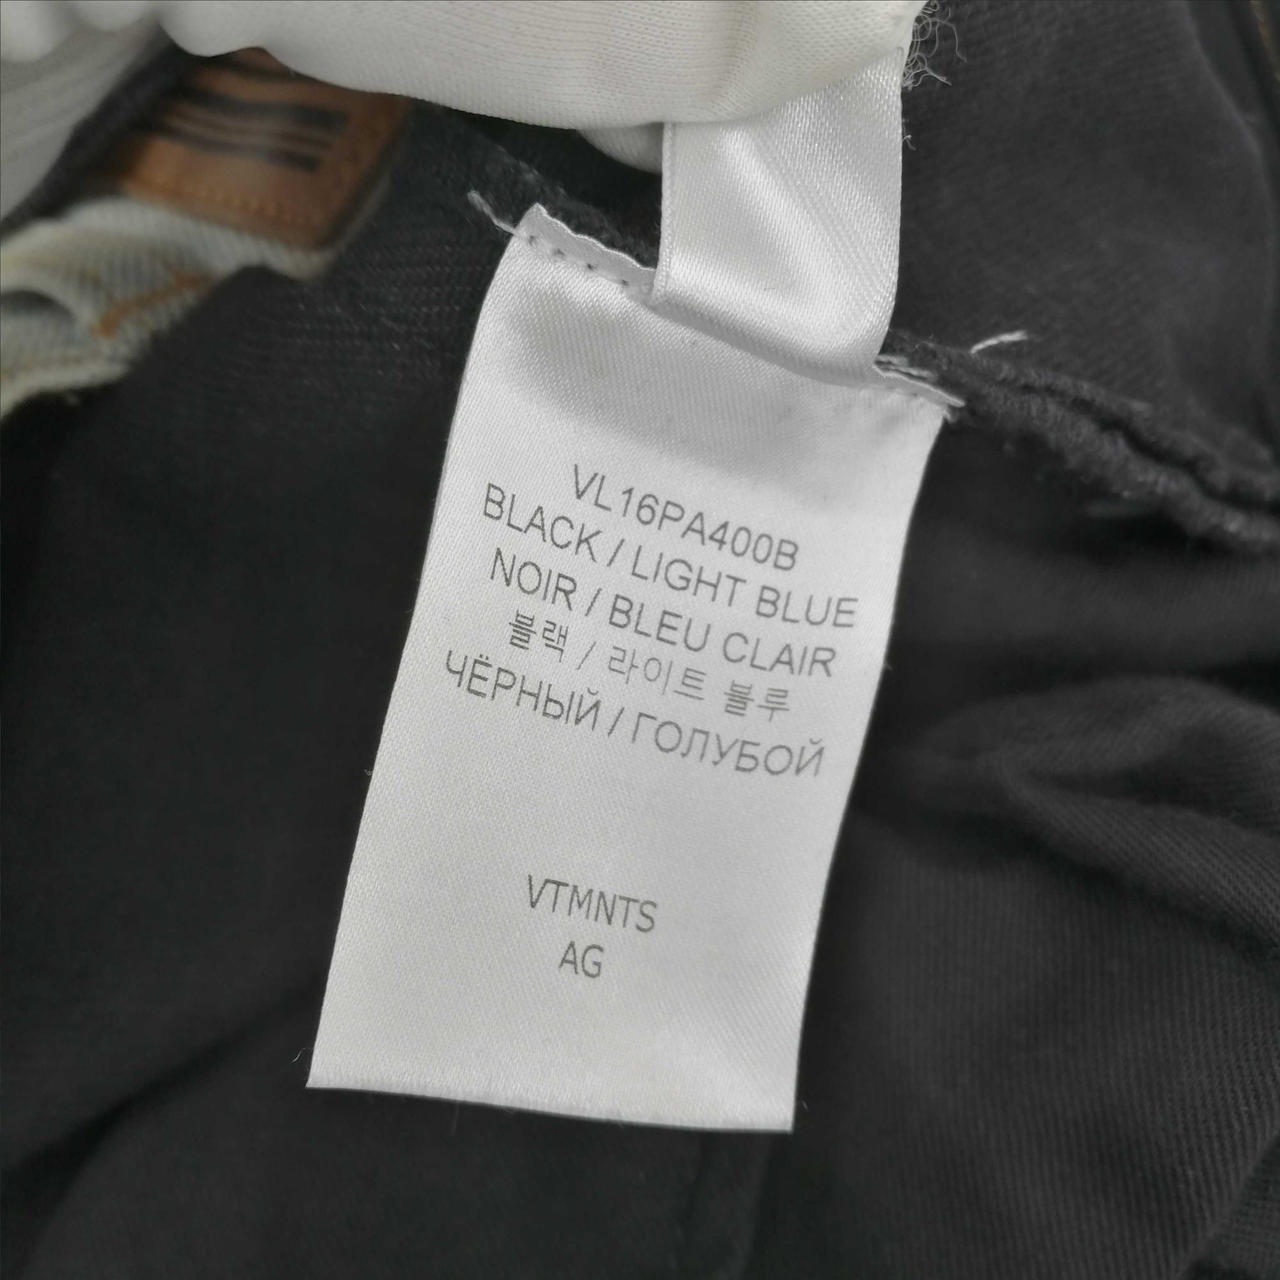 VL16PA400B
BLACK / LIGHT BLUE
NOIR / BLEU CLAIR
블랙 / 라이트 블루
ЧЁРНЫЙ / ГОЛУБОЙ
VTMNTS
AG